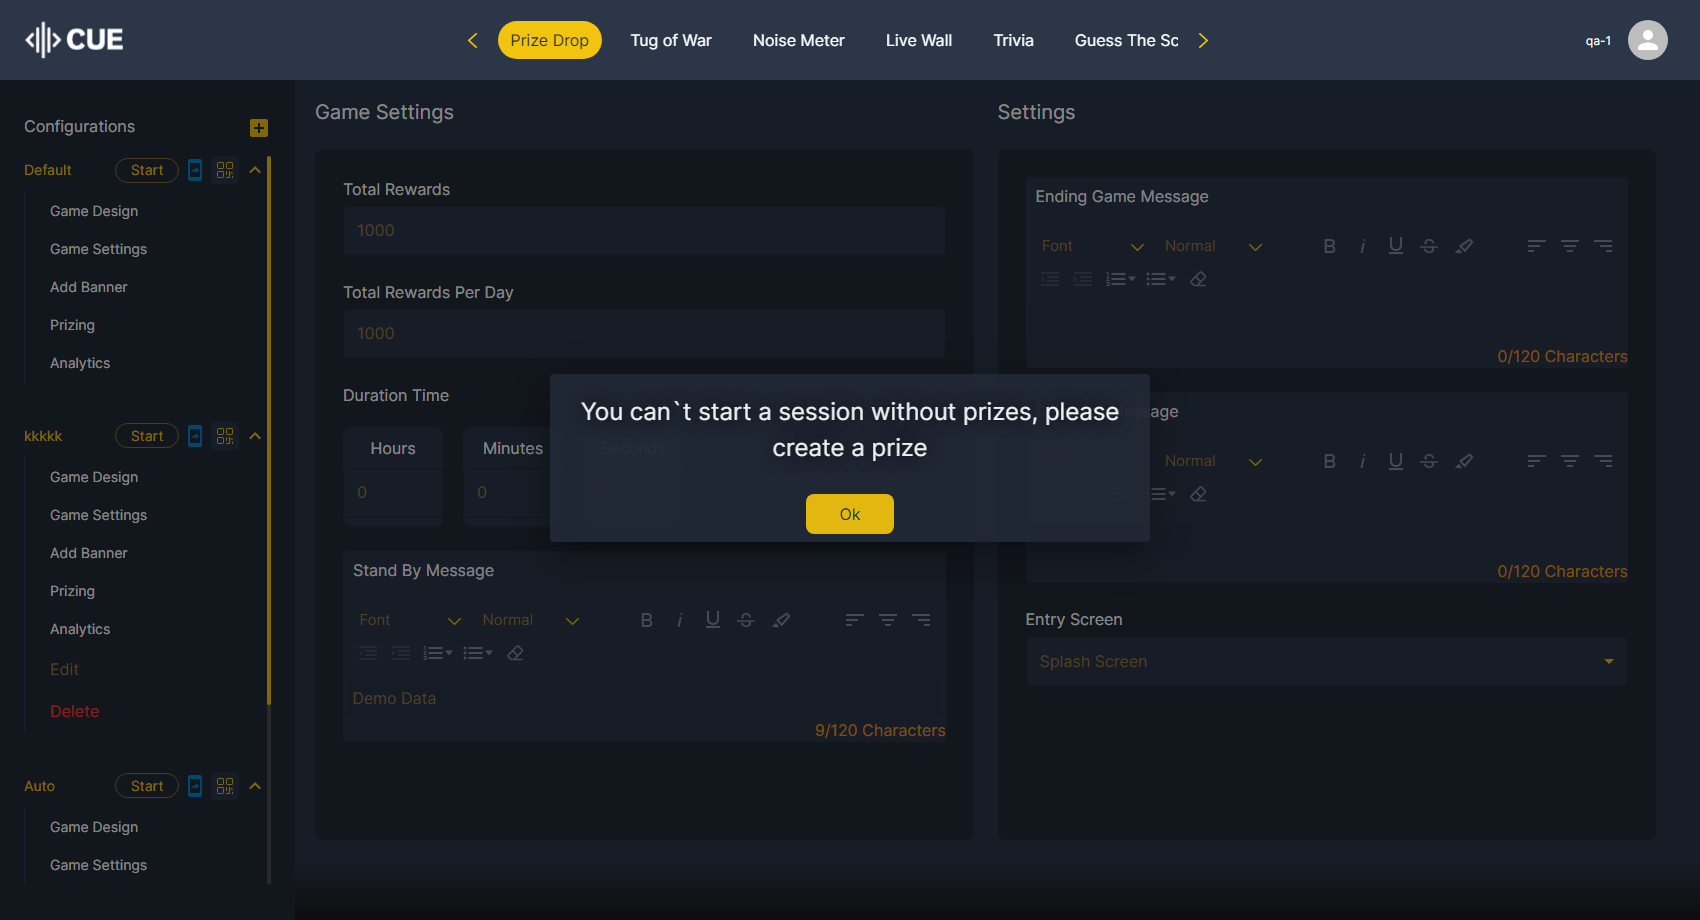 CUE
Prize Drop
Tug of War
Noise Meter
Live Wall
Trivia
Guess The Sc
qa-1
Configurations
Default
Start
Game Design
Game Settings
Add Banner
Prizing
Analytics
kkkkk
Start
Game Design
Game Settings
Add Banner
Prizing
Analytics
Edit
Delete
Auto
Start
Game Design
Game Settings
Game Settings
Total Rewards
1000
Total Rewards Per Day
1000
Duration Time
Hours
Minutes
Seconds
0
0
Stand By Message
Font
Normal
B i U S
Demo Data
9/120 Characters
You can`t start a session without prizes, please
create a prize
Ok
Settings
Ending Game Message
Font
Normal
B i U S
0/120 Characters
ssage
Normal
B i U S
0/120 Characters
Entry Screen
Splash Screen